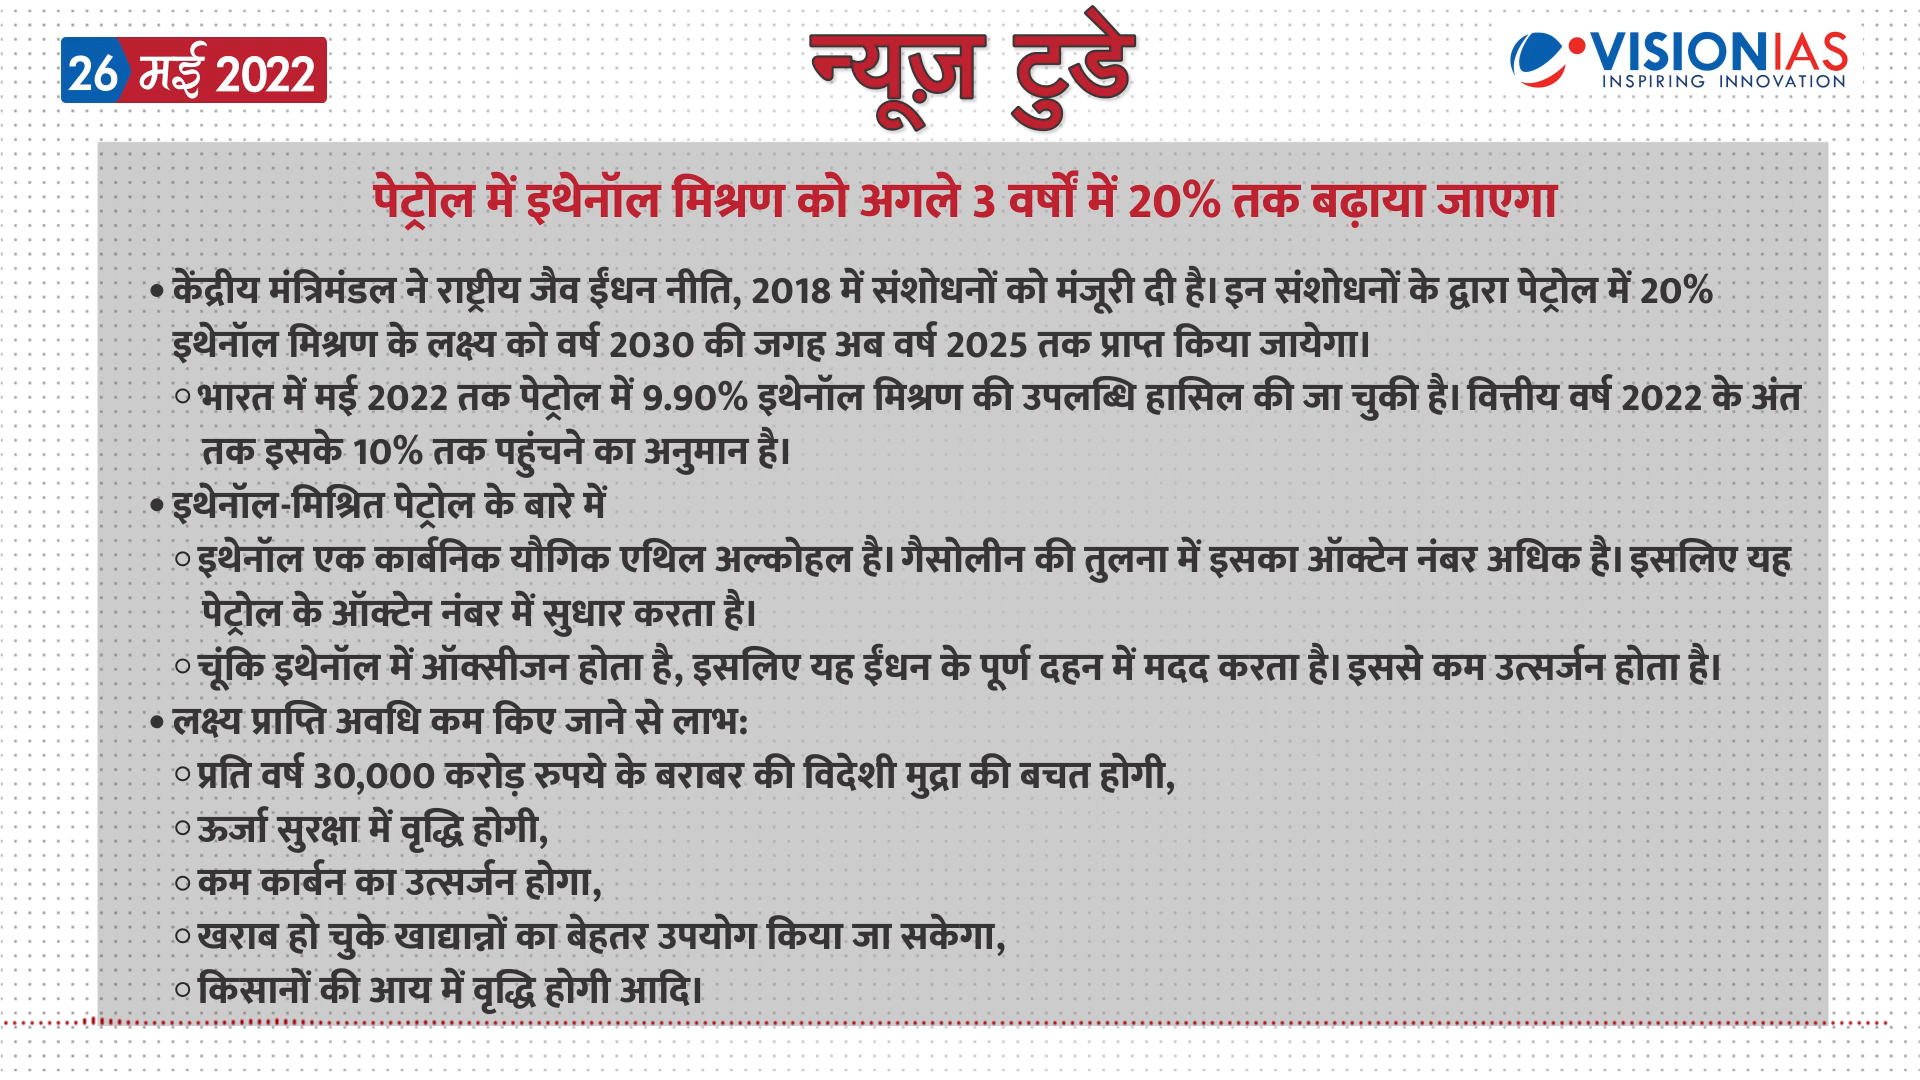 26 मई 2022
न्यूज़ टुडे
VISIONIAS
INSPIRING INNOVATION
पेट्रोल में इथेनॉल मिश्रण को अगले 3 वर्षों में 20% तक बढ़ाया जाएगा
• केंद्रीय मंत्रिमंडल ने राष्ट्रीय जैव ईंधन नीति, 2018 में संशोधनों को मंजूरी दी है। इन संशोधनों के द्वारा पेट्रोल में 20%
इथेनॉल मिश्रण के लक्ष्य को वर्ष 2030 की जगह अब वर्ष 2025 तक प्राप्त किया जायेगा।
○ भारत में मई 2022 तक पेट्रोल में 9.90% इथेनॉल मिश्रण की उपलब्धि हासिल की जा चुकी है। वित्तीय वर्ष 2022 के अंत
तक इसके 10% तक पहुंचने का अनुमान है।
• इथेनॉल-मिश्रित पेट्रोल के बारे में
○ इथेनॉल एक कार्बनिक यौगिक एथिल अल्कोहल है। गैसोलीन की तुलना में इसका ऑक्टेन नंबर अधिक है। इसलिए यह
पेट्रोल के ऑक्टेन नंबर में सुधार करता है।
○ चूंकि इथेनॉल में ऑक्सीजन होता है, इसलिए यह ईंधन के पूर्ण दहन में मदद करता है। इससे कम उत्सर्जन होता है।
• लक्ष्य प्राप्ति अवधि कम किए जाने से लाभ:
○ प्रति वर्ष 30,000 करोड़ रुपये के बराबर की विदेशी मुद्रा की बचत होगी,
○ ऊर्जा सुरक्षा में वृद्धि होगी,
○ कम कार्बन का उत्सर्जन होगा,
○ खराब हो चुके खाद्यान्नों का बेहतर उपयोग किया जा सकेगा,
○ किसानों की आय में वृद्धि होगी आदि।